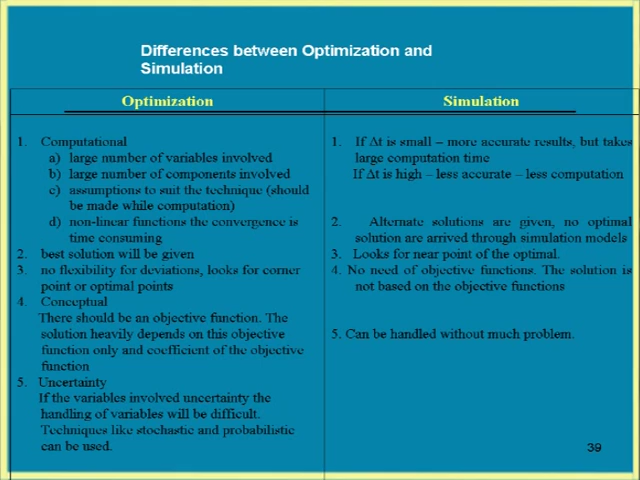 Differences between Optimization and
Simulation
Optimization
1. Computational
a) large number of variables involved
b) large number of components involved
c) assumptions to suit the technique (should
be made while computation)
d) non-linear functions the convergence is
time consuming
2. best solution will be given
3. no flexibility for deviations, looks for corner
point or optimal points
4. Conceptual
There should be an objective function. The
solution heavily depends on this objective
function only and coefficient of the objective
function
5. Uncertainty
If the variables involved uncertainty the
handling of variables will be difficult.
Techniques like stochastic and probabilistic
can be used.
Simulation
1. If Δt is small – more accurate results, but takes
large computation time
If Δt is high – less accurate – less computation
2. Alternate solutions are given, no optimal
solution are arrived through simulation models
3. Looks for near point of the optimal.
4. No need of objective functions. The solution is
not based on the objective functions
5. Can be handled without much problem.
39